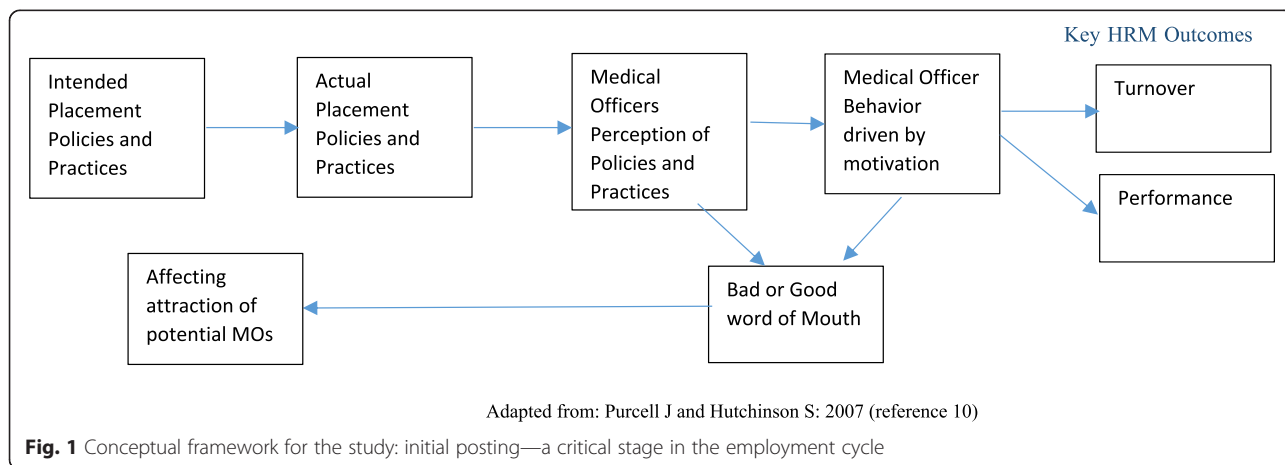 Key HRM Outcomes
Intended
Placement
Policies and
Practices
Actual
Placement
Policies and
Practices
Medical
Officers
Perception of
Policies and
Practices
Medical Officer
Behavior
driven by
motivation
Turnover
Performance
Affecting
attraction of
potential MOs
Bad or Good
word of Mouth
Adapted from: Purcell J and Hutchinson S: 2007 (reference 10)
Fig. 1 Conceptual framework for the study: initial posting—a critical stage in the employment cycle